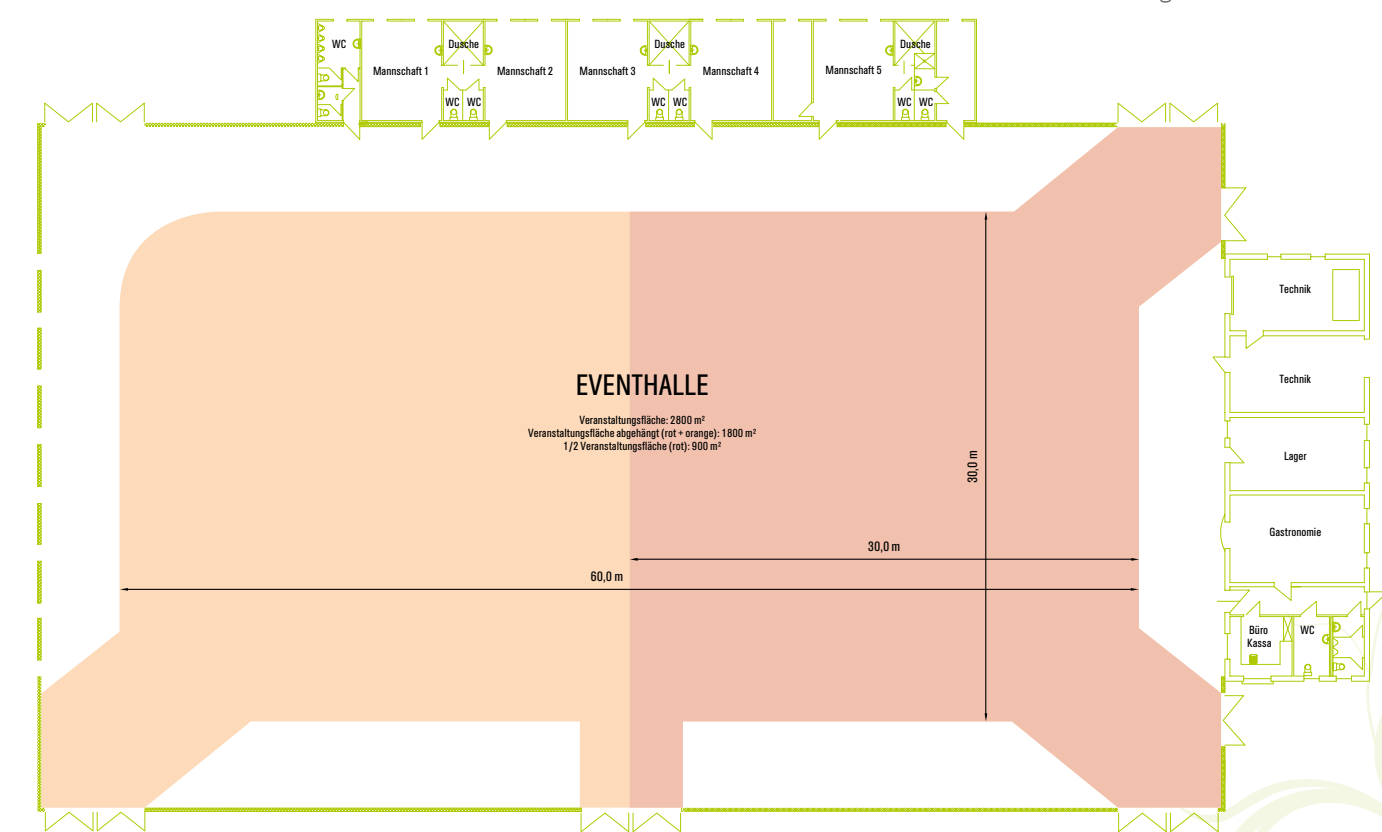 WC
Dusche
Dusche
Dusche
Mannschaft 1
Mannschaft 2
Mannschaft 3
Mannschaft 4
Mannschaft 5
WC
WC
WC
WC
WC
WC
Technik
Technik
EVENTHALLE
Veranstaltungsfläche: 2800 m²
Veranstaltungsfläche abgehängt (rot + orange): 1800 m²
1/2 Veranstaltungsfläche (rot): 900 m²
30,0 m
Lager
Gastronomie
30,0 m
60,0 m
Büro
Kassa
WC